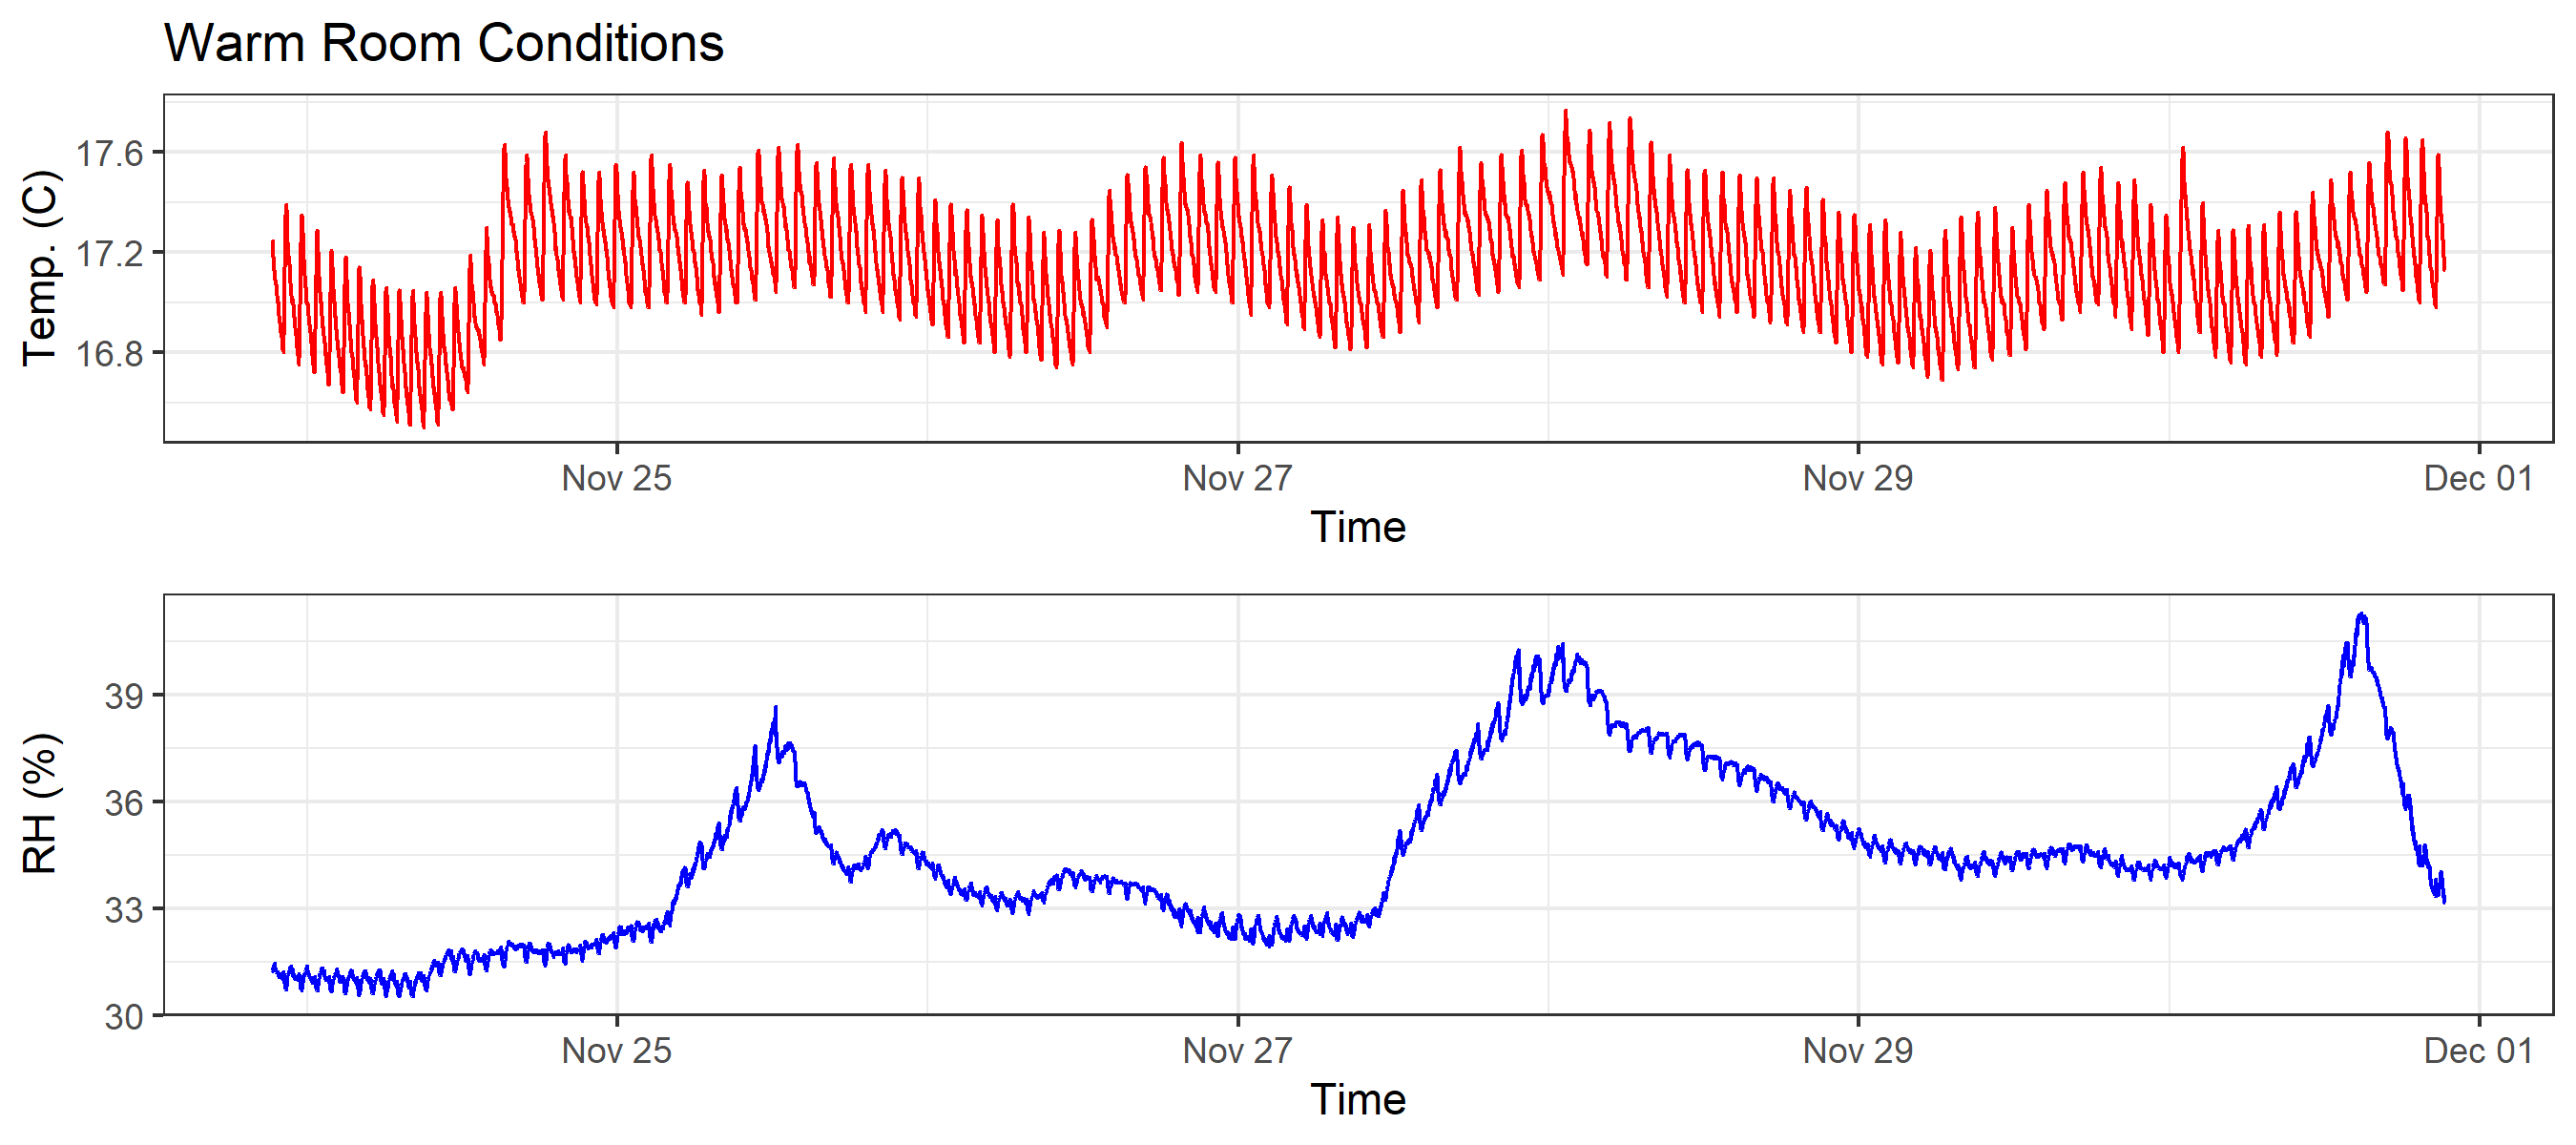 Warm Room Conditions
Temp. (C)
17.6
17.2
16.8
Nov 25 Nov 27 Nov 29 Dec 01
Time
RH (%)
39
36
33
30
Nov 25 Nov 27 Nov 29 Dec 01
Time